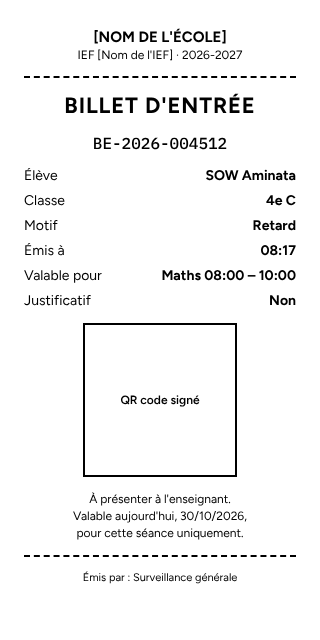 [NOM DE L'ÉCOLE]
IEF [Nom de l'IEF] · 2026-2027
BILLET D'ENTRÉE
BE-2026-004512
Élève SOW Aminata
Classe 4e C
Motif Retard
Émis à 08:17
Valable pour Maths 08:00 – 10:00
Justificatif Non
QR code signé
À présenter à l'enseignant.
Valable aujourd'hui, 30/10/2026,
pour cette séance uniquement.
Émis par : Surveillance générale